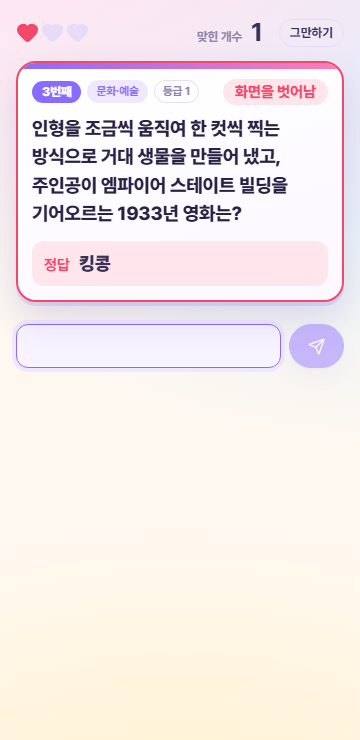 맞힌 개수 1 그만하기
3번째 문화·예술 등급 1 화면을 벗어남
인형을 조금씩 움직여 한 컷씩 찍는
방식으로 거대 생물을 만들어 냈고,
주인공이 엠파이어 스테이트 빌딩을
기어오르는 1933년 영화는?
정답 킹콩